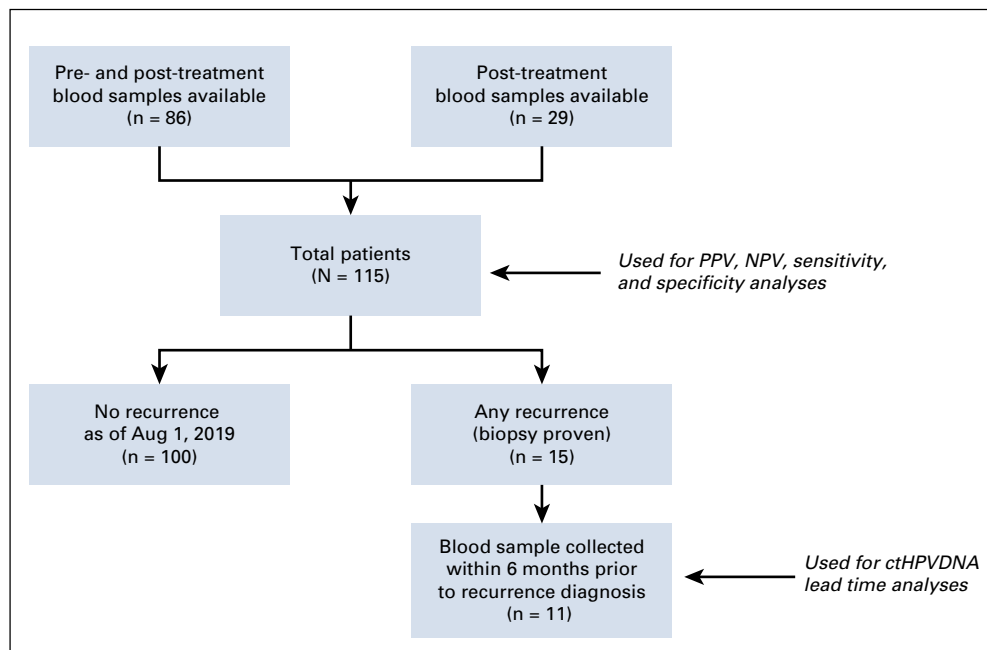 Pre- and post-treatment
blood samples available
(n = 86)
Post-treatment
blood samples available
(n = 29)
Total patients
(N = 115)
Used for PPV, NPV, sensitivity,
and specificity analyses
No recurrence
as of Aug 1, 2019
(n = 100)
Any recurrence
(biopsy proven)
(n = 15)
Blood sample collected
within 6 months prior
to recurrence diagnosis
(n = 11)
Used for ctHPVDNA
lead time analyses